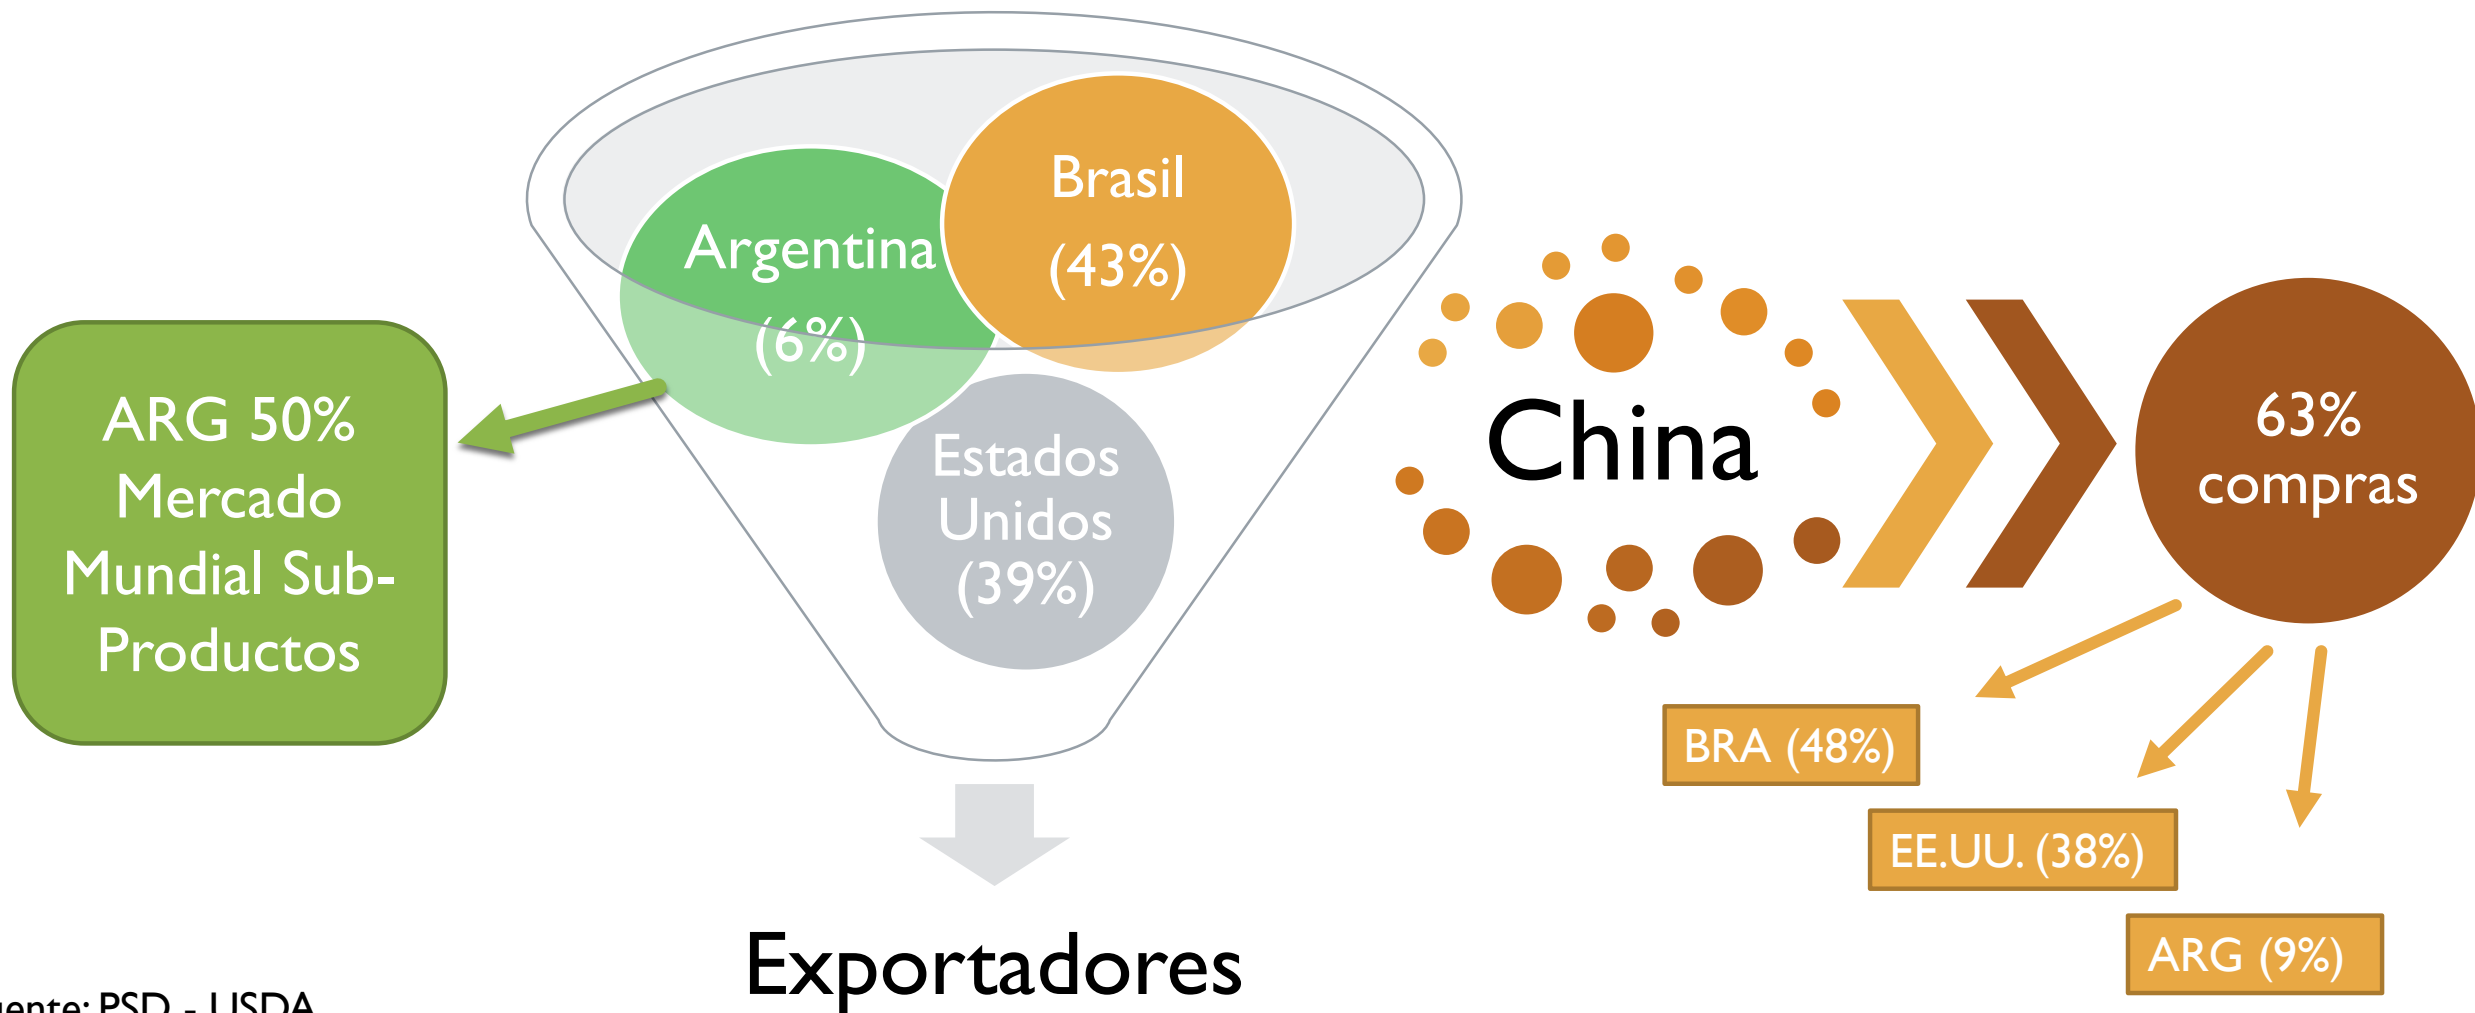 Brasil
(43%)
Argentina
(6%)
Estados
Unidos
(39%)
ARG 50%
Mercado
Mundial Sub-
Productos
Exportadores
China
63%
compras
BRA (48%)
EE.UU. (38%)
ARG (9%)
PSD - USDA